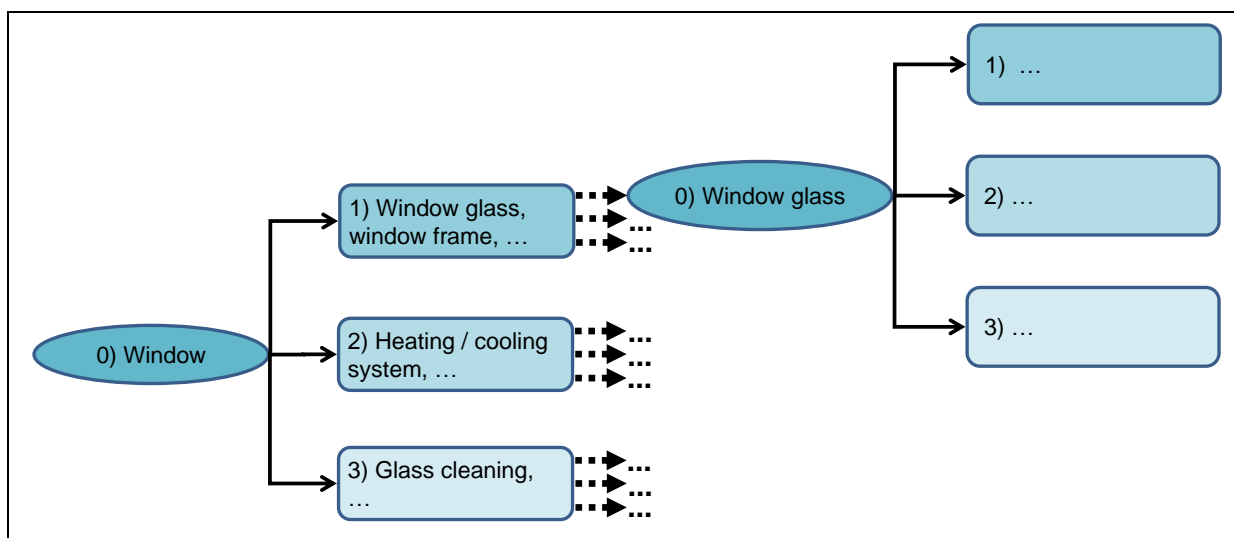 0) Window
1) Window glass,
window frame, …
2) Heating / cooling
system, …
3) Glass cleaning,
…
...
...
...
...
...
...
...
...
0) Window glass
1) …
2) …
3) …